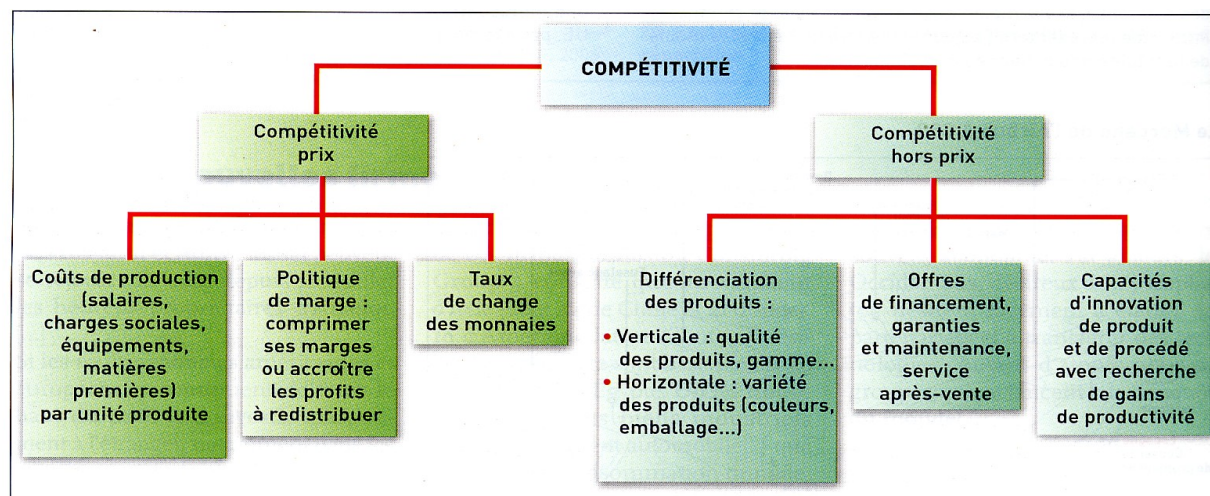 COMPÉTITIVITÉ
Compétitivité
prix
Compétitivité
hors prix
Coûts de production
(salaires,
charges sociales,
équipements,
matières
premières)
par unité produite
Politique
de marge :
comprimer
ses marges
ou accroître
les profits
à redistribuer
Taux
de change
des monnaies
Différenciation
des produits :
• Verticale : qualité
des produits, gamme...
• Horizontale : variété
des produits (couleurs,
emballage...)
Offres
de financement,
garanties
et maintenance,
service
après-vente
Capacités
d'innovation
de produit
et de procédé
avec recherche
de gains
de productivité